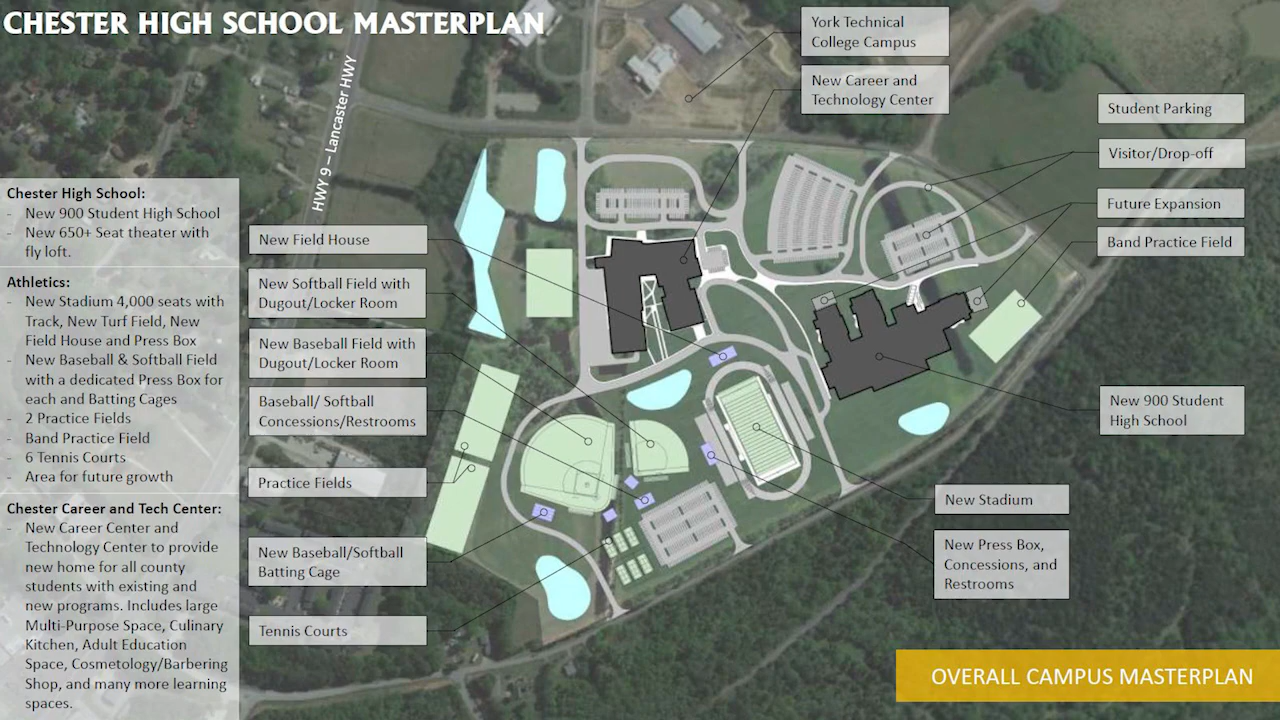 CHESTER HIGH SCHOOL MASTERPLAN
HWY 9 – Lancaster HWY
Chester High School:
- New 900 Student High School
- New 650+ Seat theater with
fly loft.
Athletics:
- New Stadium 4,000 seats with
Track, New Turf Field, New
Field House and Press Box
- New Baseball & Softball Field
with a dedicated Press Box for
each and Batting Cages
- 2 Practice Fields
- Band Practice Field
- 6 Tennis Courts
- Area for future growth
Chester Career and Tech Center:
- New Career Center and
Technology Center to provide
new home for all county
students with existing and
new programs. Includes large
Multi-Purpose Space, Culinary
Kitchen, Adult Education
Space, Cosmetology/Barbering
Shop, and many more learning
spaces.
New Field House
New Softball Field with
Dugout/Locker Room
New Baseball Field with
Dugout/Locker Room
Baseball/ Softball
Concessions/Restrooms
Practice Fields
New Baseball/Softball
Batting Cage
Tennis Courts
York Technical
College Campus
New Career and
Technology Center
Student Parking
Visitor/Drop-off
Future Expansion
Band Practice Field
New 900 Student
High School
New Stadium
New Press Box,
Concessions, and
Restrooms
OVERALL CAMPUS MASTERPLAN